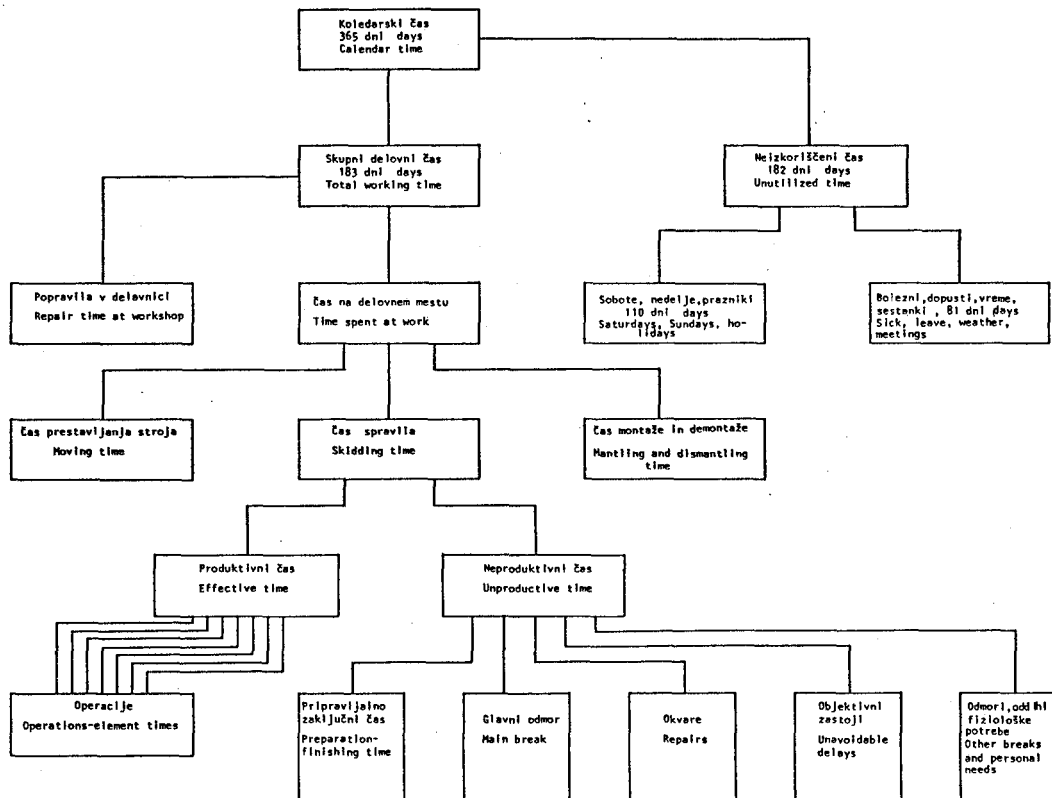 Koledarski čas
365 dni days
Calendar time
Skupni delovni čas
183 dni days
Total working time
Neizkoriščeni čas
182 dni days
Unutilized time
Popravila v delavnici
Repair time at workshop
Čas na delovnem mestu
Time spent at work
Sobote, nedelje,prazniki
110 dni days
Saturdays, Sundays, ho-
lidays
Bolezni,dopusti,vreme,
sestanki , 81 dni days
Sick, leave, weather,
meetings
Čas prestavljanja stroja
Moving time
Čas spravila
Skidding time
Čas montaže in demontaže
Mantling and dismantling
time
Produktivni čas
Effective time
Neproduktivni čas
Unproductive time
Operacije
Operations-element times
Pripravljalno
zaključni čas
Preparation-
finishing time
Glavni odmor
Main break
Okvare
Repairs
Objektivni
zastoji
Unavoidable
delays
Odmori,oddihi
fiziološke
potrebe
Other breaks
and personal
needs